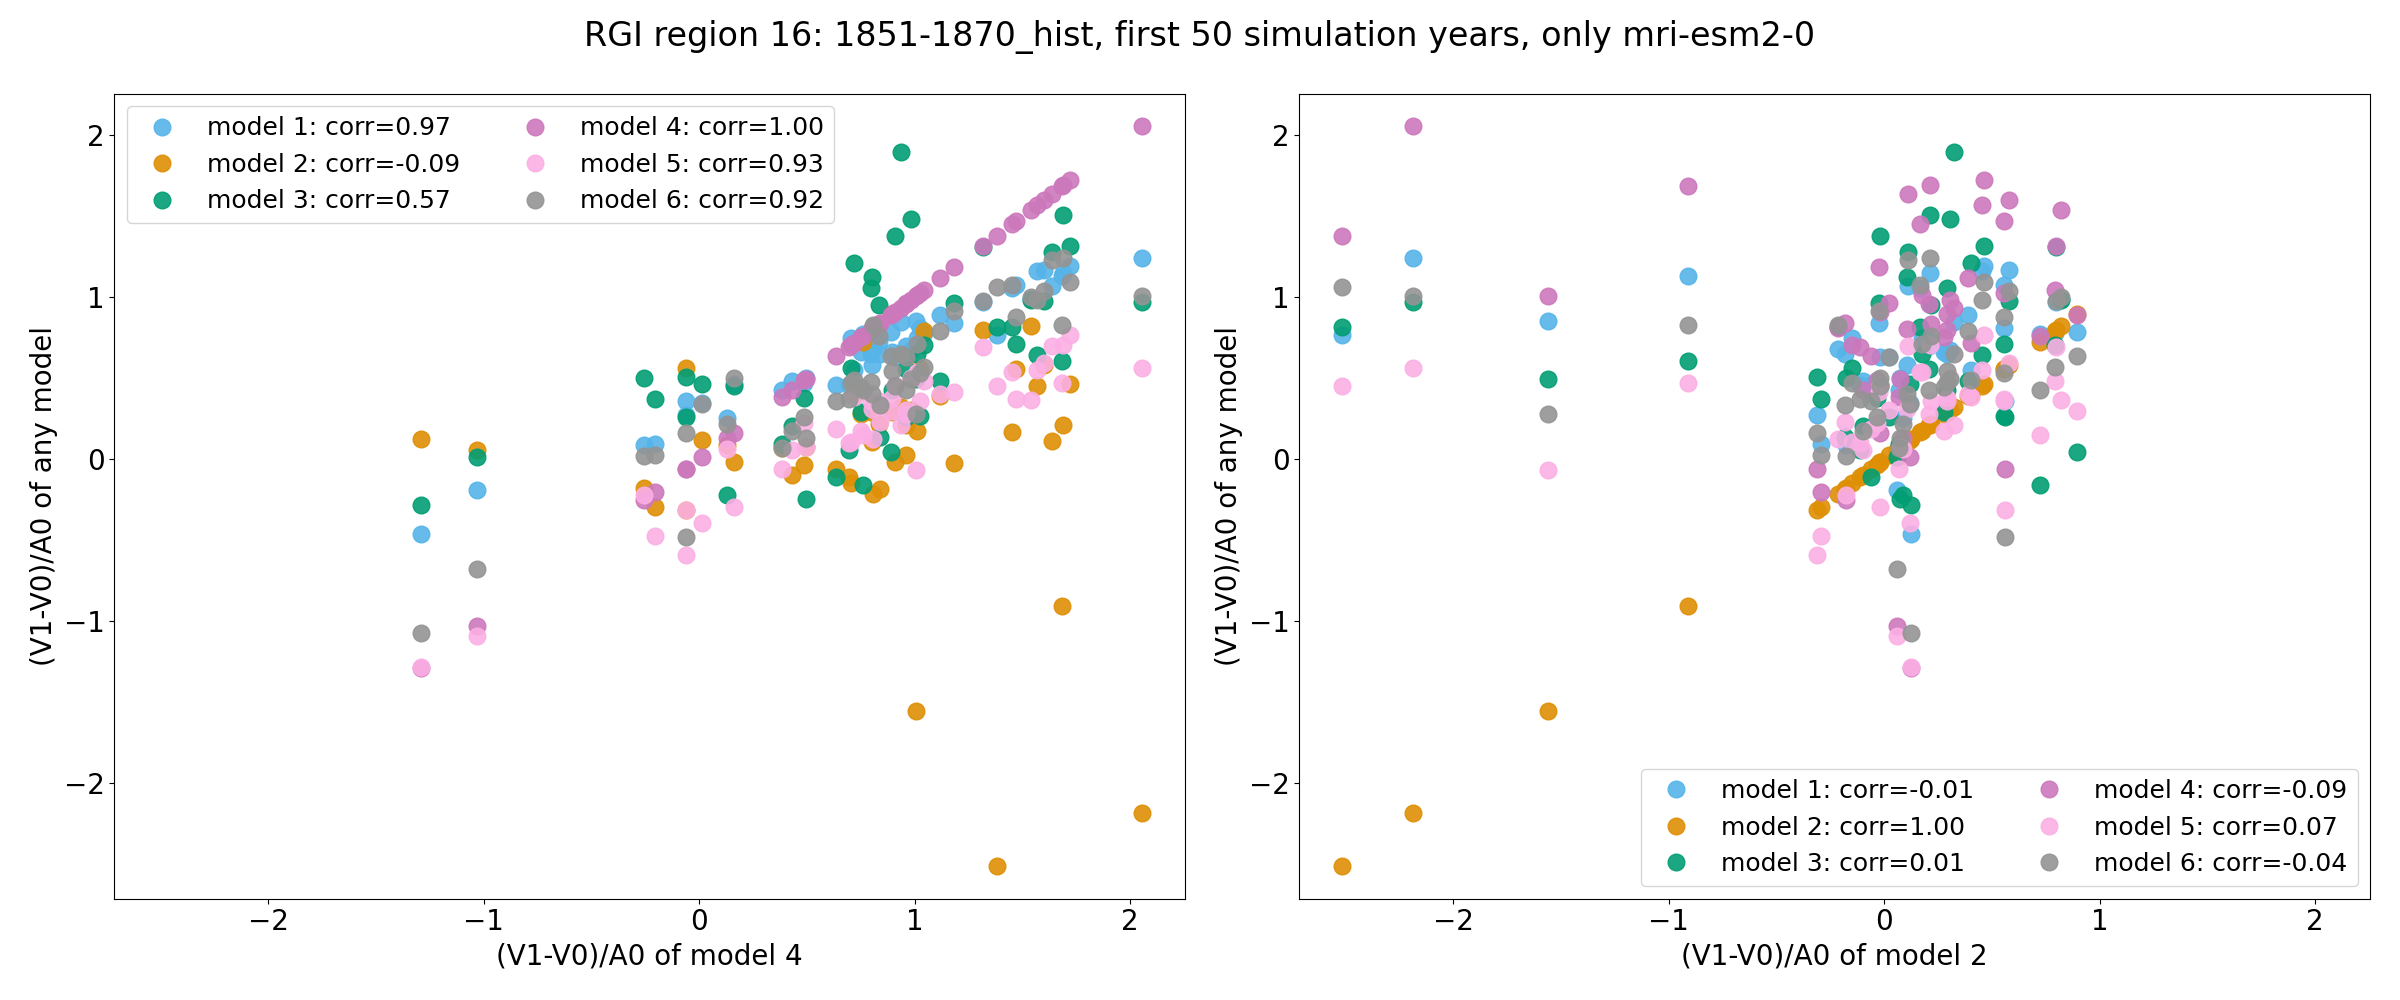 RGI region 16: 1851-1870_hist, first 50 simulation years, only mri-esm2-0
model 1: corr=0.97
model 2: corr=-0.09
model 3: corr=0.57
model 4: corr=1.00
model 5: corr=0.93
model 6: corr=0.92
(V1-V0)/A0 of any model
2
1
0
−1
−2
−2
−1
0
1
2
(V1-V0)/A0 of model 4
(V1-V0)/A0 of any model
2
1
0
−1
−2
model 1: corr=-0.01
model 2: corr=1.00
model 3: corr=0.01
model 4: corr=-0.09
model 5: corr=0.07
model 6: corr=-0.04
−2
−1
0
1
2
(V1-V0)/A0 of model 2